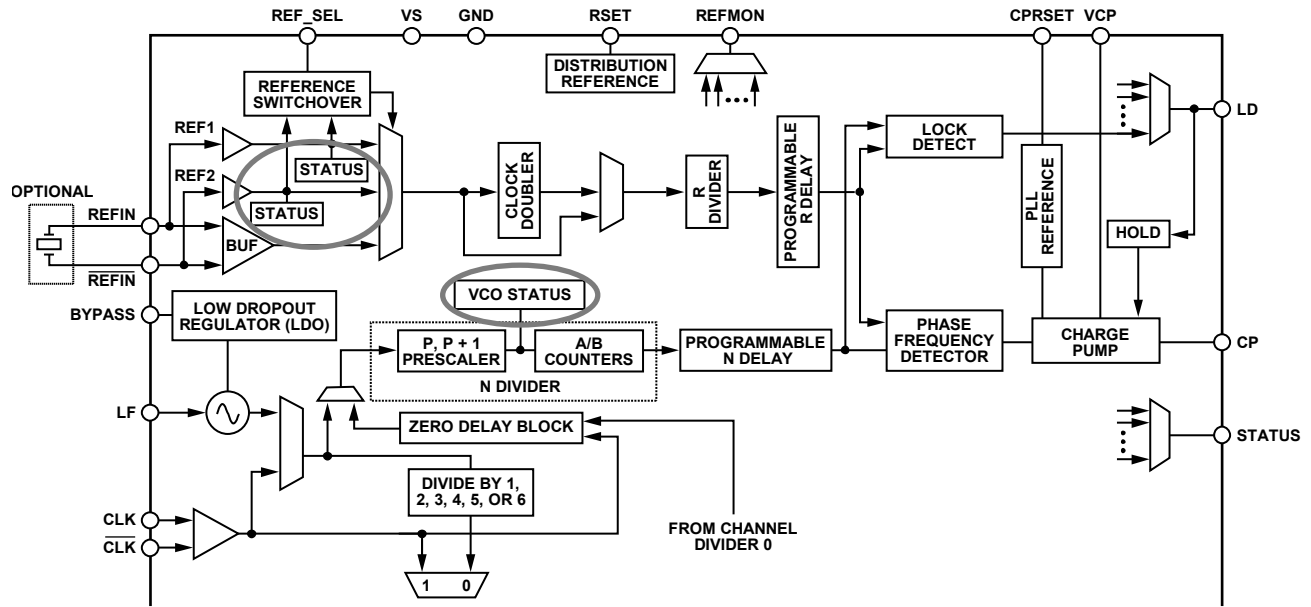 REF_SEL
VS
GND
RSET
REFMON
CPRSET
VCP
DISTRIBUTION
REFERENCE
REFERENCE
SWITCHOVER
REF1
REF2
STATUS
STATUS
OPTIONAL
REFIN
REFIN
BUF
CLOCK
DOUBLER
R
DIVIDER
PROGRAMMABLE
R DELAY
LOCK
DETECT
LD
PLL
REFERENCE
HOLD
BYPASS
LOW DROPOUT
REGULATOR (LDO)
VCO STATUS
P, P + 1
PRESCALER
A/B
COUNTERS
N DIVIDER
PROGRAMMABLE
N DELAY
PHASE
FREQUENCY
DETECTOR
CHARGE
PUMP
CP
LF
ZERO DELAY BLOCK
STATUS
DIVIDE BY 1,
2, 3, 4, 5, OR 6
CLK
CLK
FROM CHANNEL
DIVIDER 0
1 0